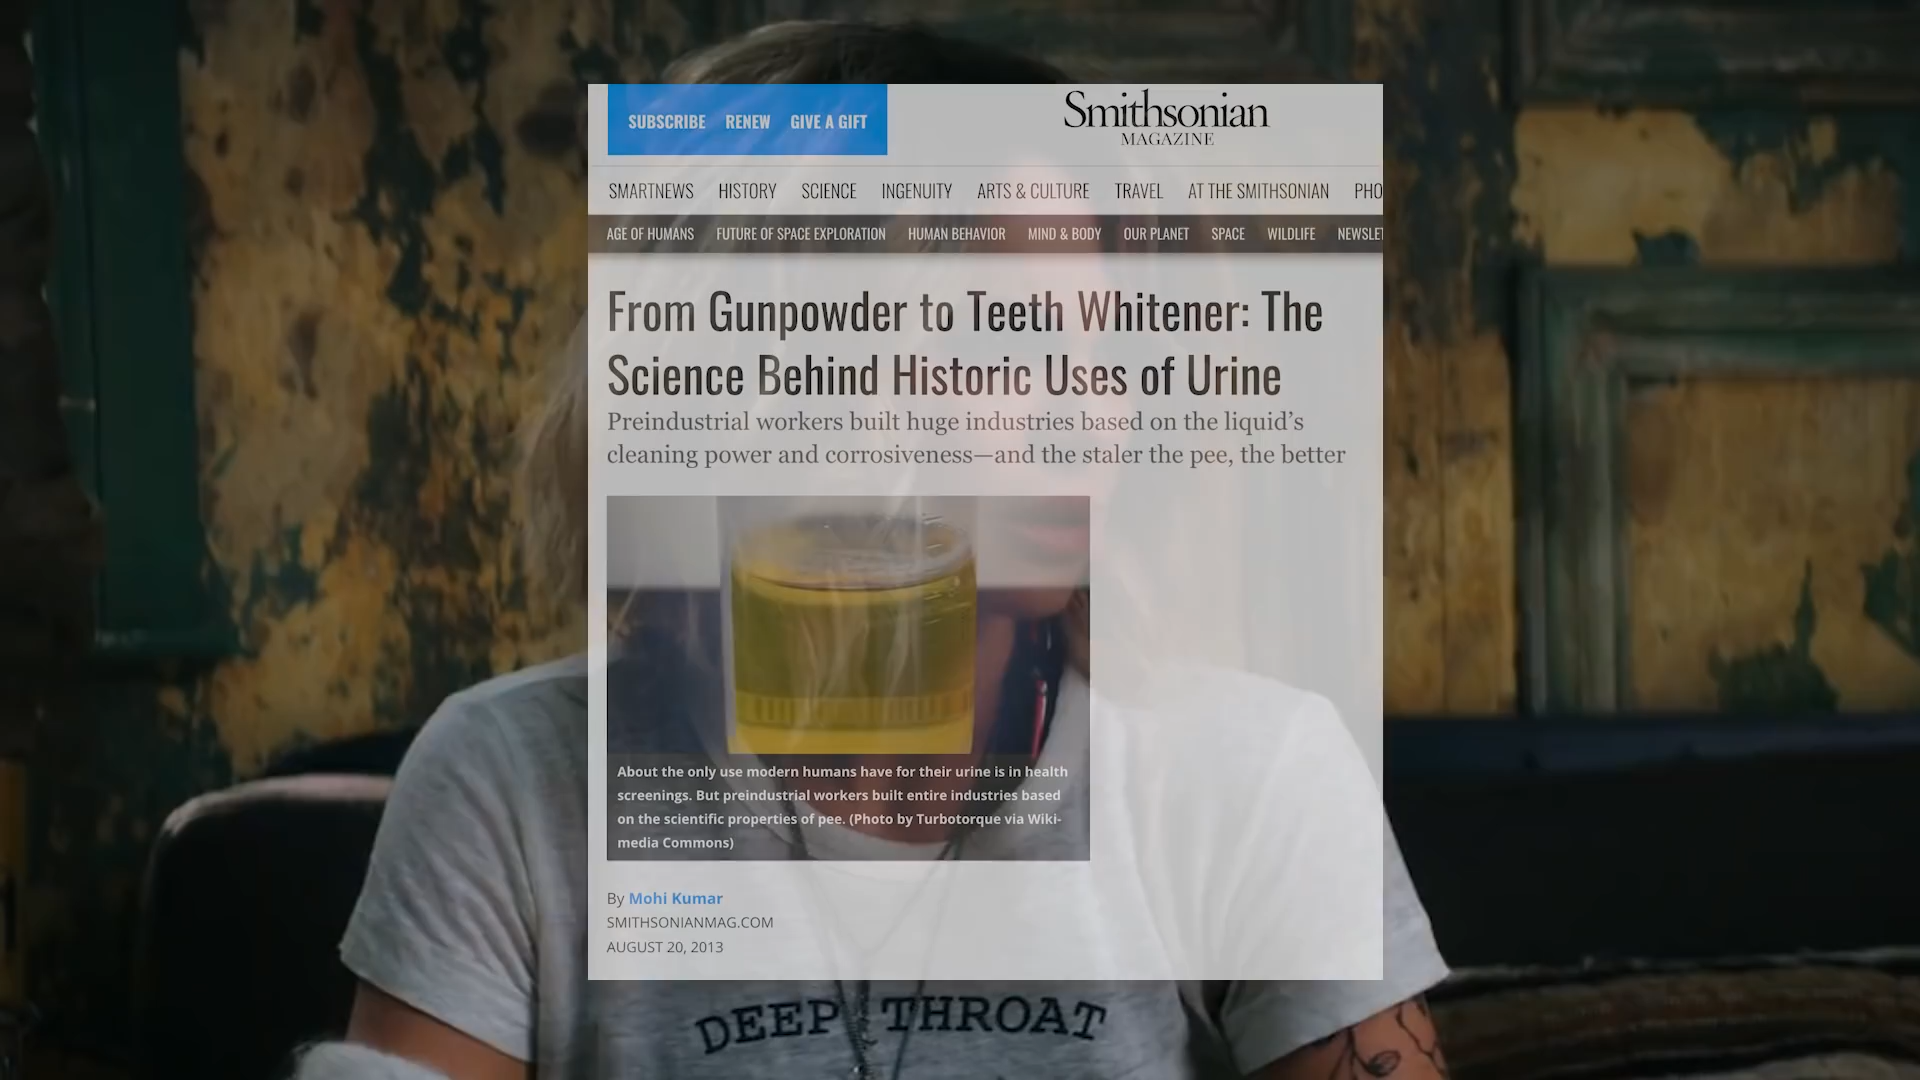 SUBSCRIBE RENEW GIVE A GIFT
Smithsonian
MAGAZINE
SMARTNEWS HISTORY SCIENCE INGENUITY ARTS & CULTURE TRAVEL AT THE SMITHSONIAN PHO
AGE OF HUMANS FUTURE OF SPACE EXPLORATION HUMAN BEHAVIOR MIND & BODY OUR PLANET SPACE WILDLIFE NEWSLET
From Gunpowder to Teeth Whitener: The
Science Behind Historic Uses of Urine
Preindustrial workers built huge industries based on the liquid’s
cleaning power and corrosiveness—and the staler the pee, the better
About the only use modern humans have for their urine is in health
screenings. But preindustrial workers built entire industries based
on the scientific properties of pee. (Photo by Turbotorque via Wiki-
media Commons)
By Mohi Kumar
SMITHSONIANMAG.COM
AUGUST 20, 2013
DEEP THROAT